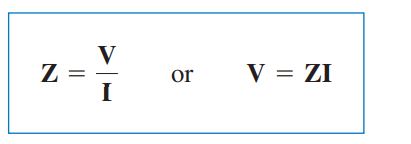 Z = V/I or V = ZI